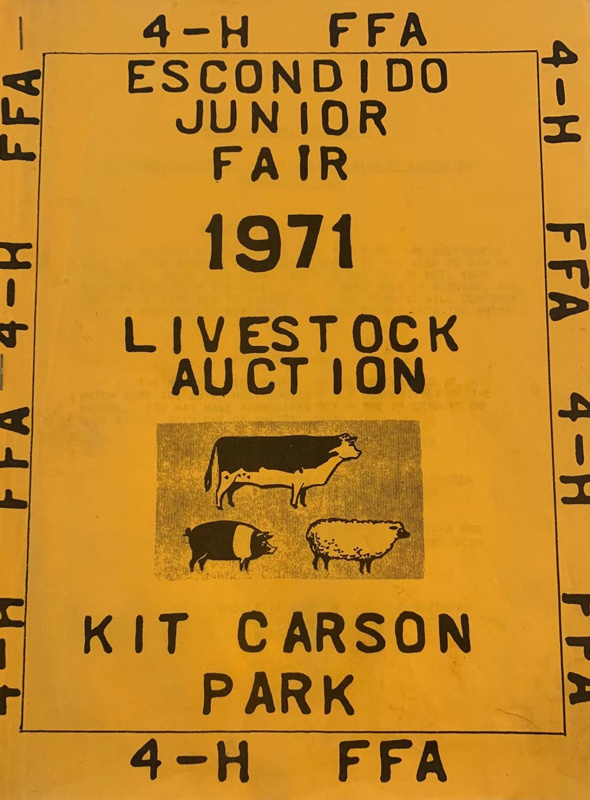 4-H FFA
ESCONDIDO
JUNIOR
FAIR
1971
LIVESTOCK
AUCTION
KIT CARSON
PARK
4-H FFA
4-H FFA 4-H FFA
4-H FFA 4-H FFA